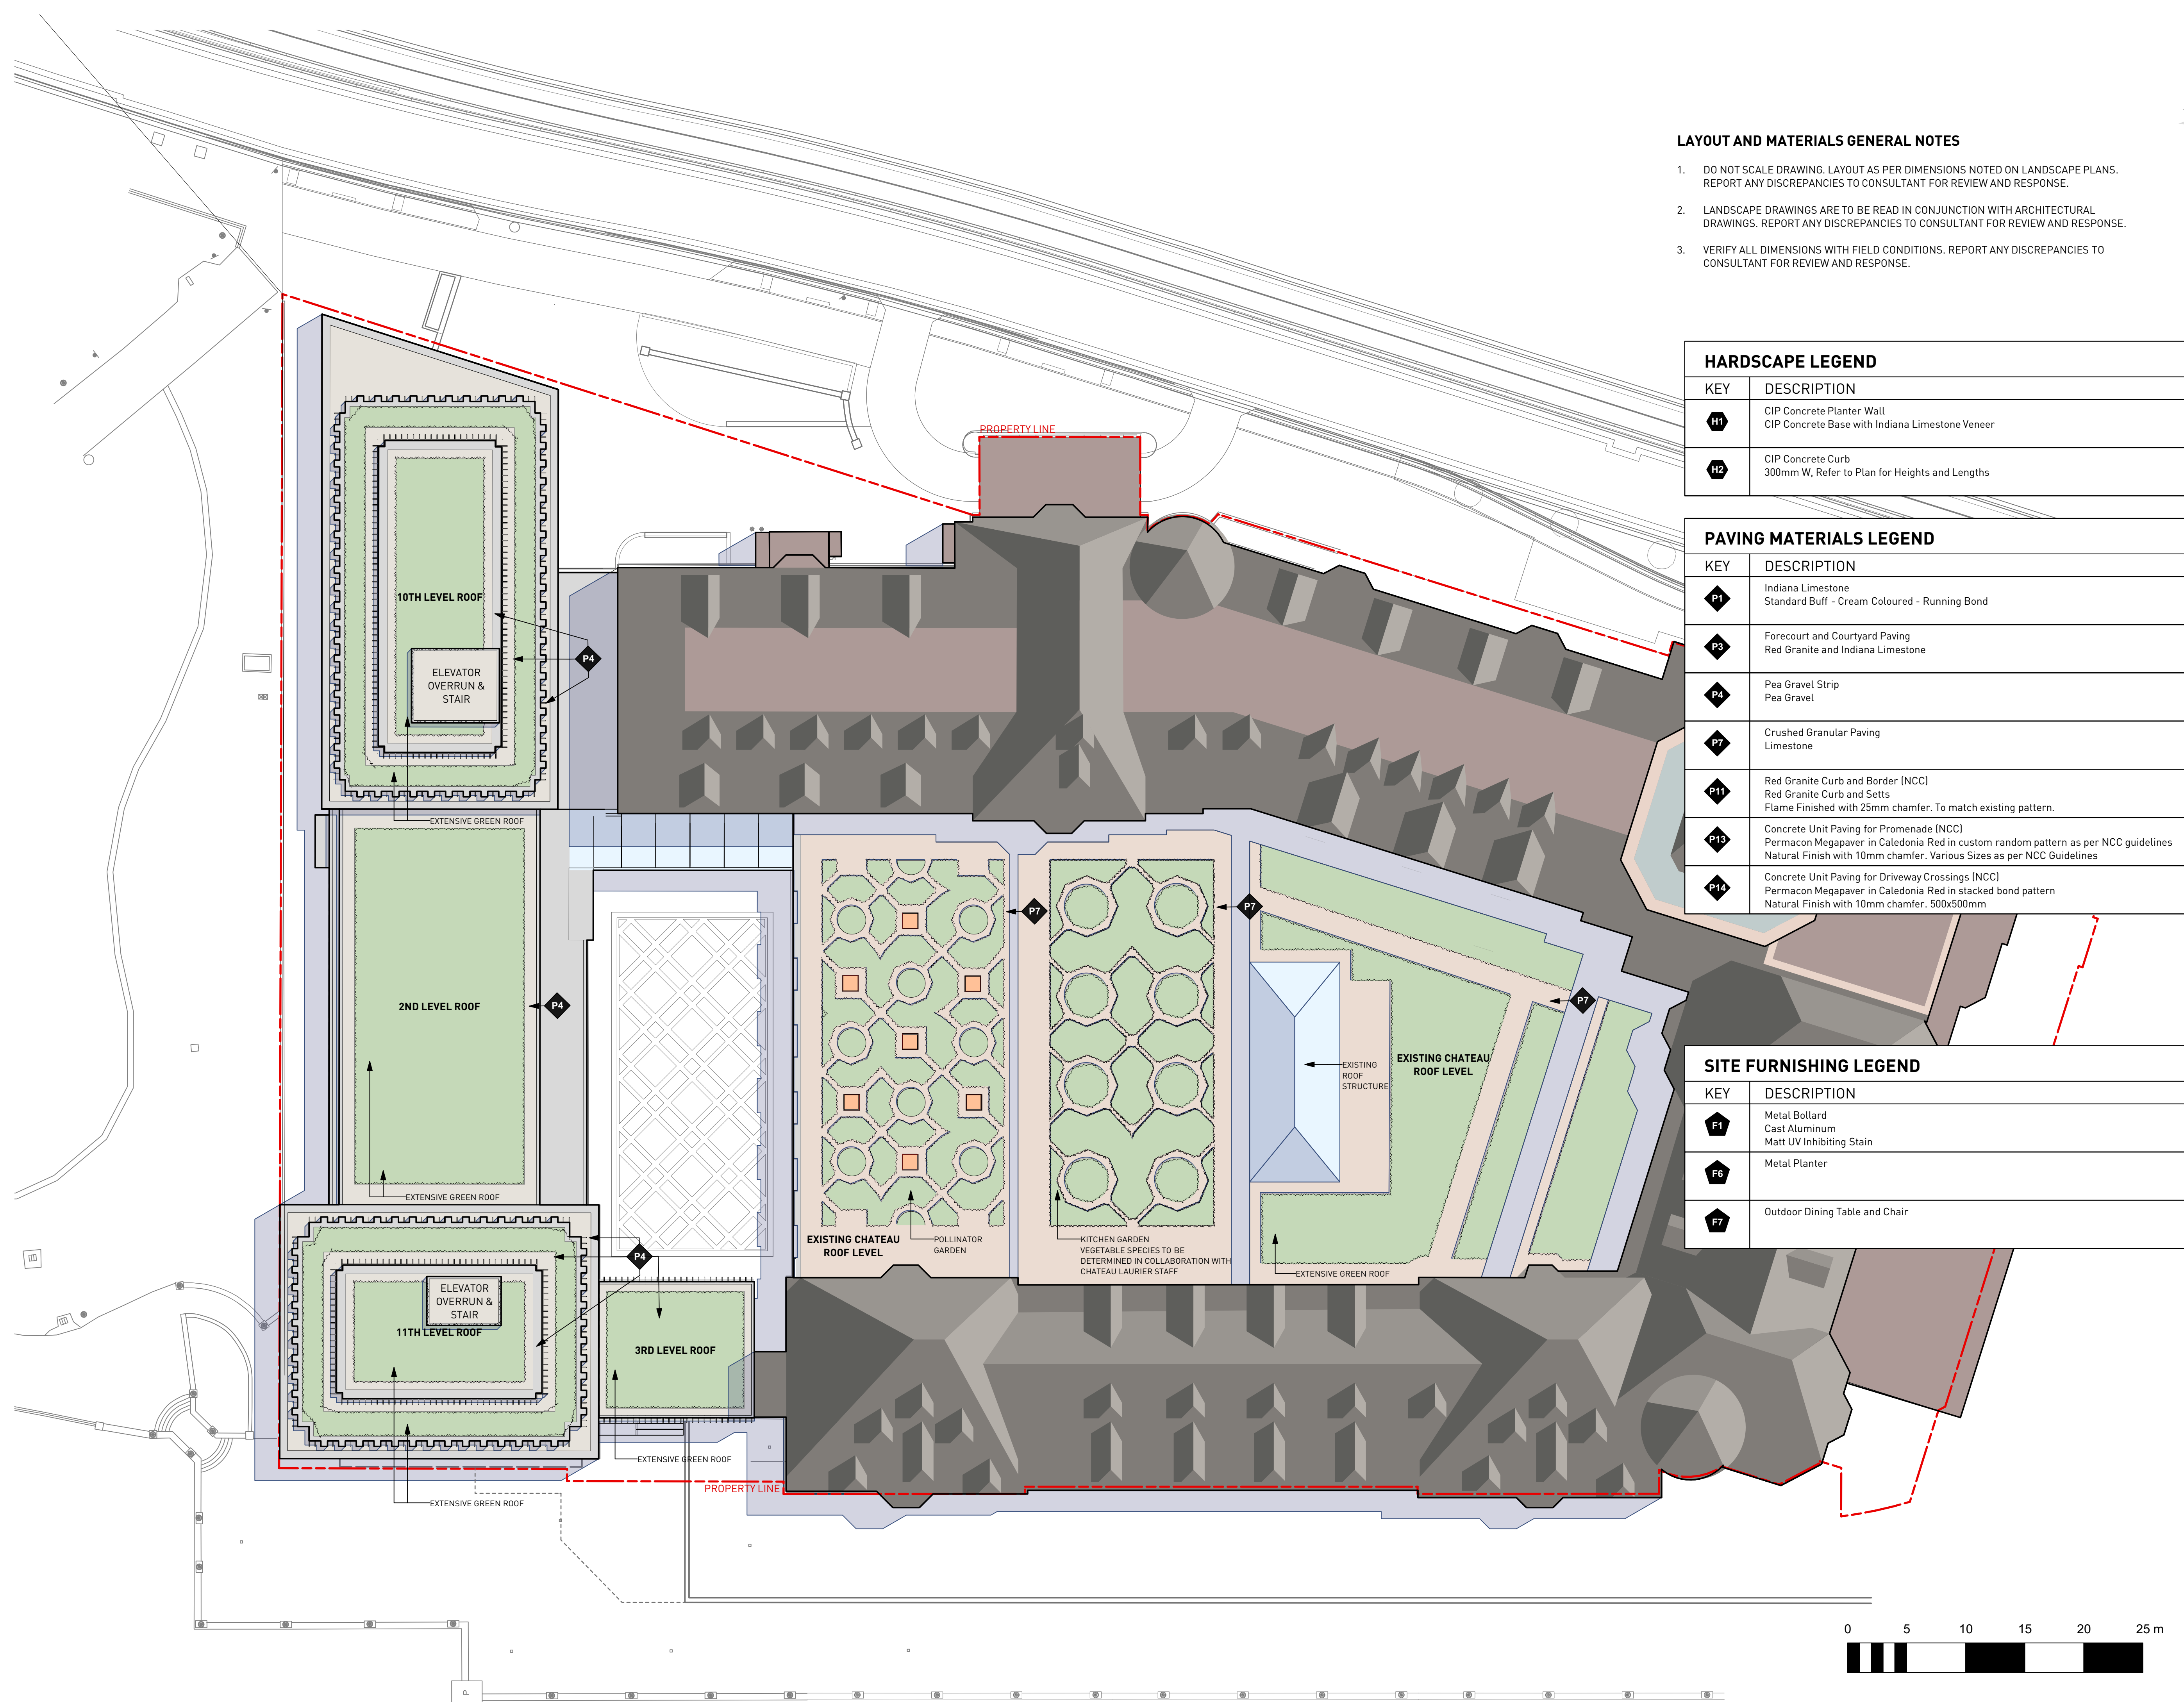 LAYOUT AND MATERIALS GENERAL NOTES
1. DO NOT SCALE DRAWING. LAYOUT AS PER DIMENSIONS NOTED ON LANDSCAPE PLANS.
REPORT ANY DISCREPANCIES TO CONSULTANT FOR REVIEW AND RESPONSE.
2. LANDSCAPE DRAWINGS ARE TO BE READ IN CONJUNCTION WITH ARCHITECTURAL
DRAWINGS. REPORT ANY DISCREPANCIES TO CONSULTANT FOR REVIEW AND RESPONSE.
3. VERIFY ALL DIMENSIONS WITH FIELD CONDITIONS. REPORT ANY DISCREPANCIES TO
CONSULTANT FOR REVIEW AND RESPONSE.
HARDSCAPE LEGEND
KEY DESCRIPTION
H1 CIP Concrete Planter Wall
CIP Concrete Base with Indiana Limestone Veneer
H2 CIP Concrete Curb
300mm W, Refer to Plan for Heights and Lengths
PAVING MATERIALS LEGEND
KEY DESCRIPTION
P1 Indiana Limestone
Standard Buff - Cream Coloured - Running Bond
P3 Forecourt and Courtyard Paving
Red Granite and Indiana Limestone
P4 Pea Gravel Strip
Pea Gravel
P7 Crushed Granular Paving
Limestone
P11 Red Granite Curb and Border (NCC)
Red Granite Curb and Setts
Flame Finished with 25mm chamfer. To match existing pattern.
P13 Concrete Unit Paving for Promenade (NCC)
Permacon Megapaver in Caledonia Red in custom random pattern as per NCC guidelines
Natural Finish with 10mm chamfer. Various Sizes as per NCC Guidelines
P14 Concrete Unit Paving for Driveway Crossings (NCC)
Permacon Megapaver in Caledonia Red in stacked bond pattern
Natural Finish with 10mm chamfer. 500x500mm
SITE FURNISHING LEGEND
KEY DESCRIPTION
F1 Metal Bollard
Cast Aluminum
Matt UV Inhibiting Stain
F6 Metal Planter
F7 Outdoor Dining Table and Chair
PROPERTY LINE
10TH LEVEL ROOF
P4
ELEVATOR
OVERRUN &
STAIR
EXTENSIVE GREEN ROOF
P7
P7
P7
2ND LEVEL ROOF
P4
EXISTING
ROOF
STRUCTURE
EXISTING CHATEAU
ROOF LEVEL
EXTENSIVE GREEN ROOF
EXISTING CHATEAU
ROOF LEVEL
POLLINATOR
GARDEN
KITCHEN GARDEN
VEGETABLE SPECIES TO BE
DETERMINED IN COLLABORATION WITH
CHATEAU LAURIER STAFF
EXTENSIVE GREEN ROOF
P4
ELEVATOR
OVERRUN &
STAIR
11TH LEVEL ROOF
3RD LEVEL ROOF
EXTENSIVE GREEN ROOF
PROPERTY LINE
EXTENSIVE GREEN ROOF
0 5 10 15 20 25 m
P